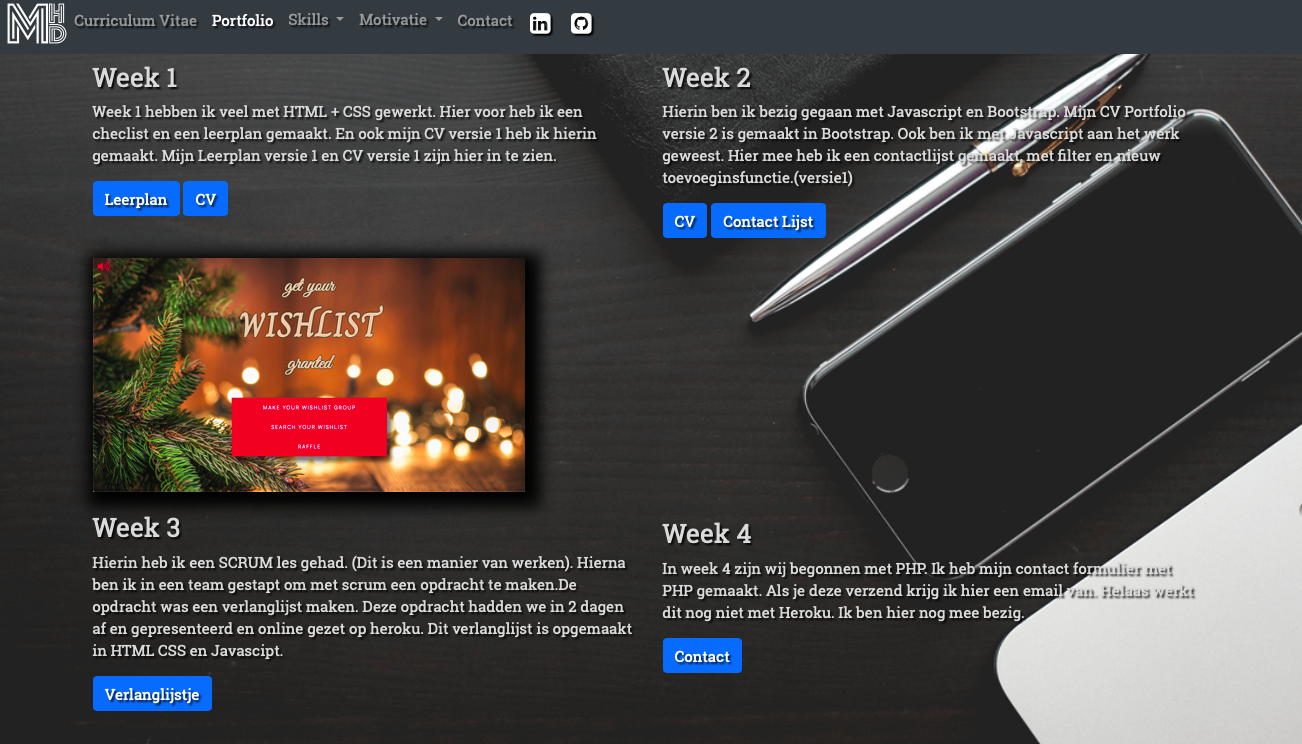 MHD
Curriculum Vitae Portfolio Skills Motivatie Contact in
Week 1
Week 1 hebben ik veel met HTML + CSS gewerkt. Hier voor heb ik een
checlist en een leerplan gemaakt. En ook mijn CV versie 1 heb ik hierin
gemaakt. Mijn Leerplan versie 1 en CV versie 1 zijn hier in te zien.
Leerplan CV
Week 2
Hierin ben ik bezig gegaan met Javascript en Bootstrap. Mijn CV Portfolio
versie 2 is gemaakt in Bootstrap. Ook ben ik met Javascript aan het werk
geweest. Hier mee heb ik een contactlijst gemaakt, met filter en nieuw
toevoeginsfunctie.(versie1)
CV Contact Lijst
get your
WISHLIST
granted
MAKE YOUR WISHLIST GROUP
SEARCH YOUR WISHLIST
RAFFLE
Week 3
Hierin heb ik een SCRUM les gehad. (Dit is een manier van werken). Hierna
ben ik in een team gestapt om met scrum een opdracht te maken.De
opdracht was een verlanglijst maken. Deze opdracht hadden we in 2 dagen
af en gepresenteerd en online gezet op heroku. Dit verlanglijst is opgemaakt
in HTML CSS en Javascipt.
Verlanglijstje
Week 4
In week 4 zijn wij begonnen met PHP. Ik heb mijn contact formulier met
PHP gemaakt. Als je deze verzend krijg ik hier een email van. Helaas werkt
dit nog niet met Heroku. Ik ben hier nog mee bezig.
Contact